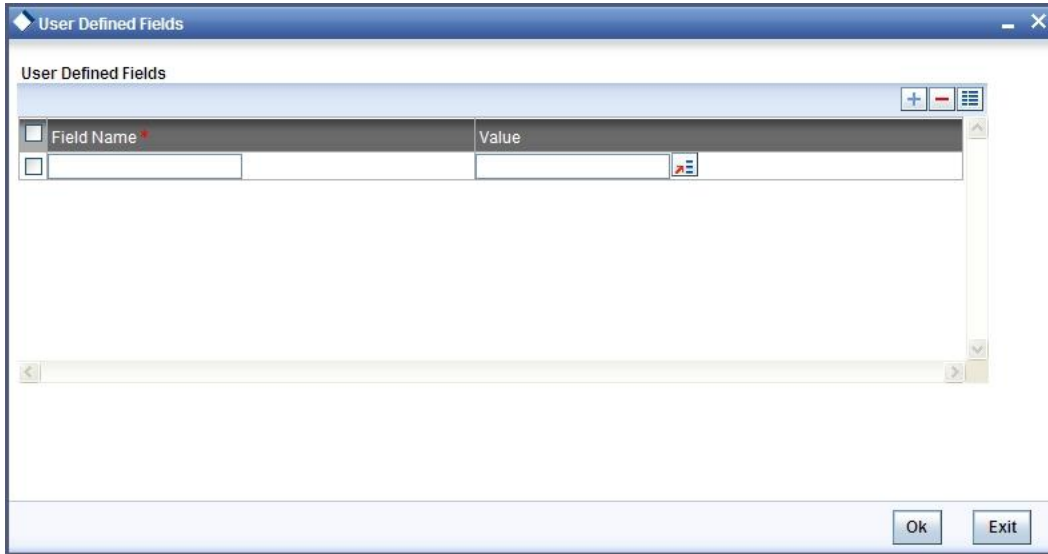 User Defined Fields
User Defined Fields
Field Name * Value
Ok Exit